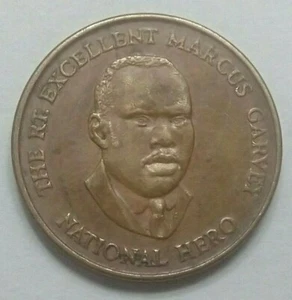 THE RT. EXCELLENT MARCUS GARVEY
NATIONAL HERO